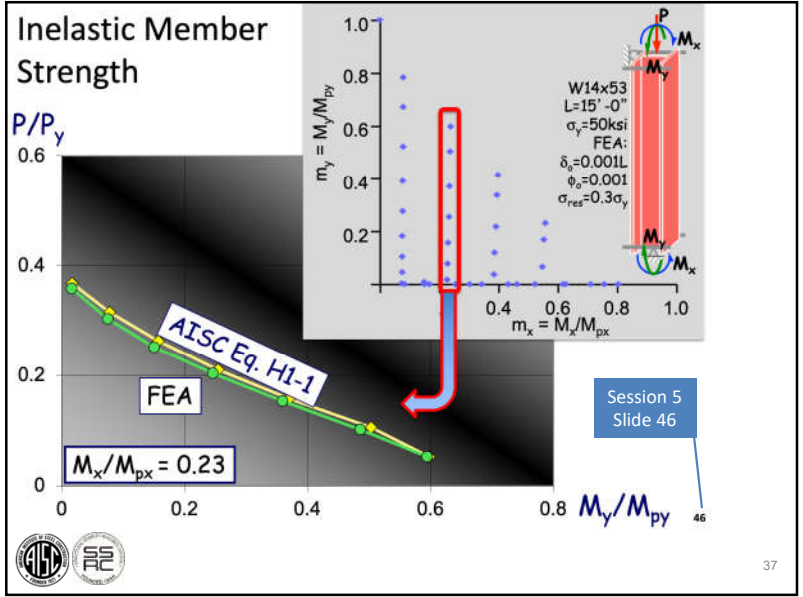 Inelastic Member
Strength
P/Py
0.6
0.4
0.2
0
0
0.2
0.4
0.6
0.8
My/Mpy
AISC Eq. H1-1
FEA
Mx/Mpx = 0.23
1.0
0.8
0.6
0.4
0.2
my = My/Mpy
0.4
0.6
0.8
1.0
mx = Mx/Mpx
W14x53
L=15'-0"
σy=50ksi
FEA:
δo=0.001L
ϕo=0.001
σres=0.3σy
P
Mx
My
My
Mx
Session 5
Slide 46
46
AISC
SS
RC
37